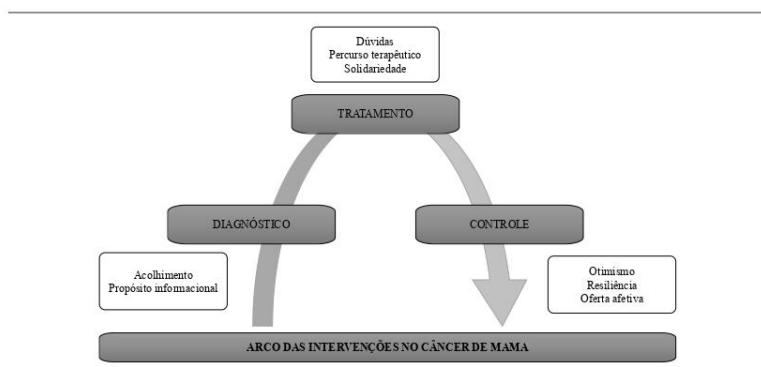 Dúvidas
Percurso terapêutico
Solidariedade
TRATAMENTO
DIAGNÓSTICO
CONTROLE
Acolhimento
Propósito informacional
Otimismo
Resiliência
Oferta afetiva
ARCO DAS INTERVENÇÕES NO CÂNCER DE MAMA